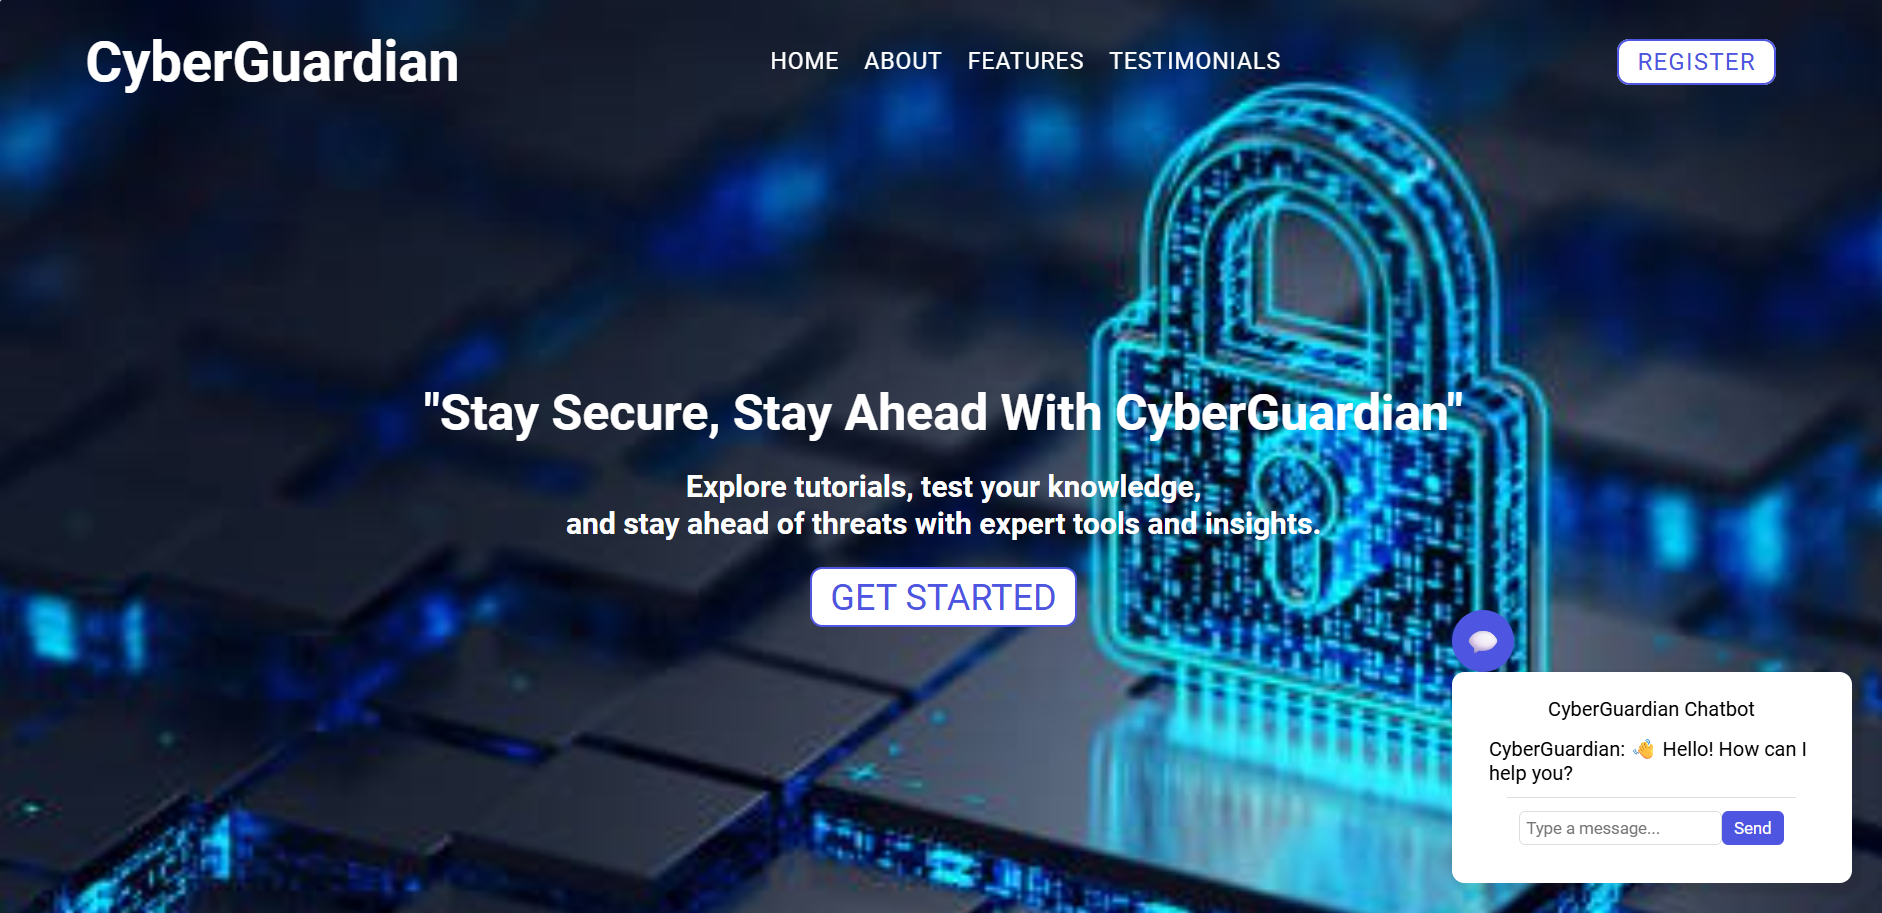 CyberGuardian
HOME ABOUT FEATURES TESTIMONIALS
REGISTER
"Stay Secure, Stay Ahead With CyberGuardian"
Explore tutorials, test your knowledge,
and stay ahead of threats with expert tools and insights.
GET STARTED
CyberGuardian Chatbot
CyberGuardian: 👋 Hello! How can I
help you?
Type a message...
Send